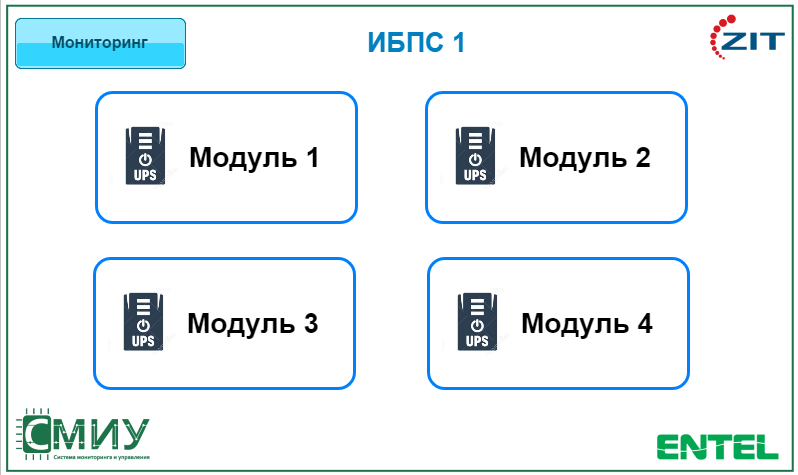 Мониторинг
ИБПС 1
ZIT
UPS
Модуль 1
UPS
Модуль 2
UPS
Модуль 3
UPS
Модуль 4
СМИУ
Система мониторинга и управления
ENTEL